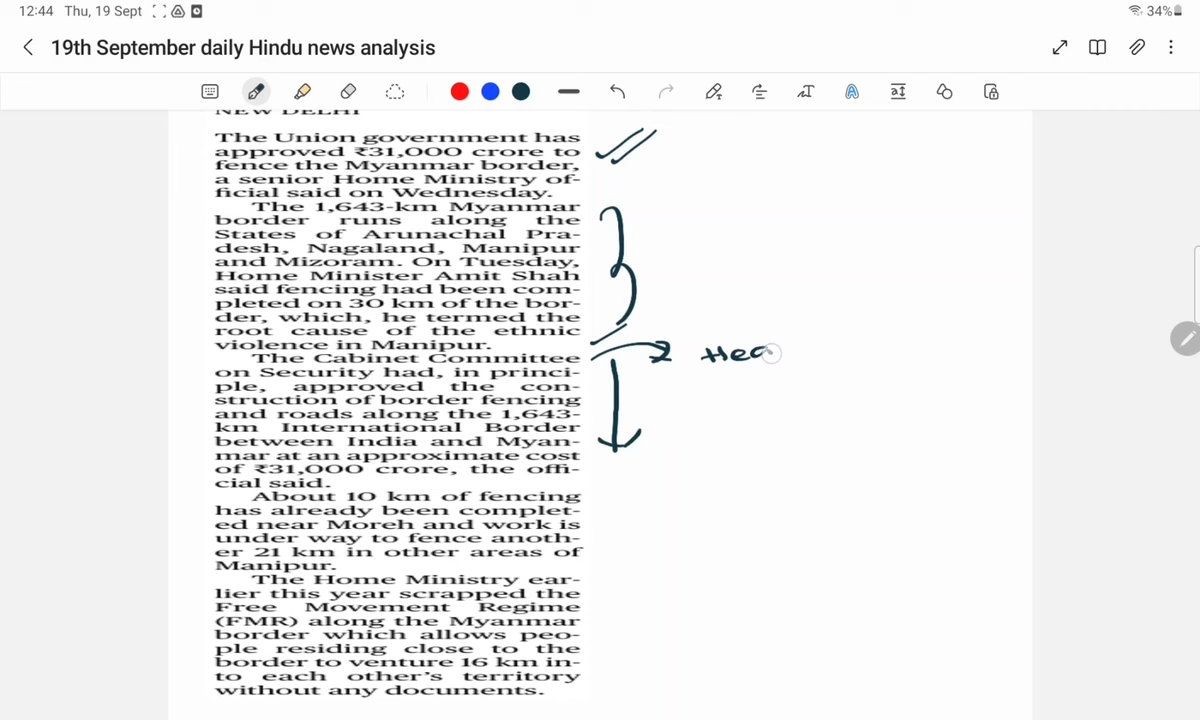 12:44 Thu, 19 Sept
34%
19th September daily Hindu news analysis
NEW DELHI
The Union government has
approved ₹31,000 crore to
fence the Myanmar border,
a senior Home Ministry of-
ficial said on Wednesday.
The 1,643-km Myanmar
border runs along the
States of Arunachal Pra-
desh, Nagaland, Manipur
and Mizoram. On Tuesday,
Home Minister Amit Shah
said fencing had been com-
pleted on 30 km of the bor-
der, which, he termed the
root cause of the ethnic
violence in Manipur.
The Cabinet Committee
on Security had, in princi-
ple, approved the con-
struction of border fencing
and roads along the 1,643-
km International Border
between India and Myan-
mar at an approximate cost
of ₹31,000 crore, the offi-
cial said.
About 10 km of fencing
has already been complet-
ed near Moreh and work is
under way to fence anoth-
er 21 km in other areas of
Manipur.
The Home Ministry ear-
lier this year scrapped the
Free Movement Regime
(FMR) along the Myanmar
border which allows peo-
ple residing close to the
border to venture 16 km in-
to each other's territory
without any documents.